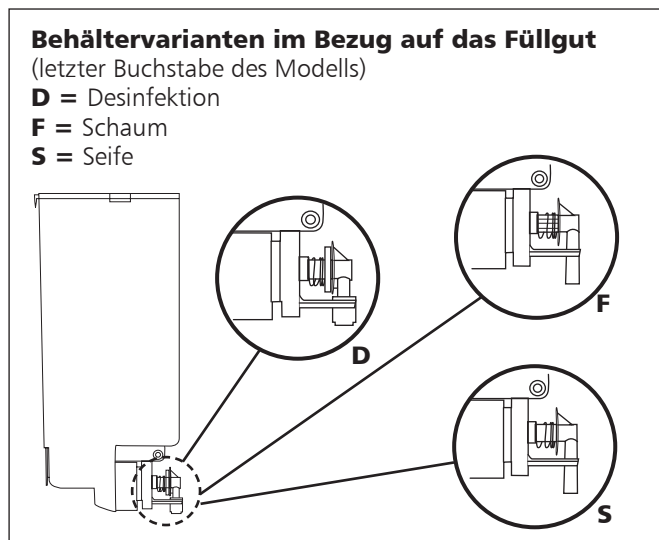 Behältervarianten im Bezug auf das Füllgut
(letzter Buchstabe des Modells)
D = Desinfektion
F = Schaum
S = Seife
F
D
S